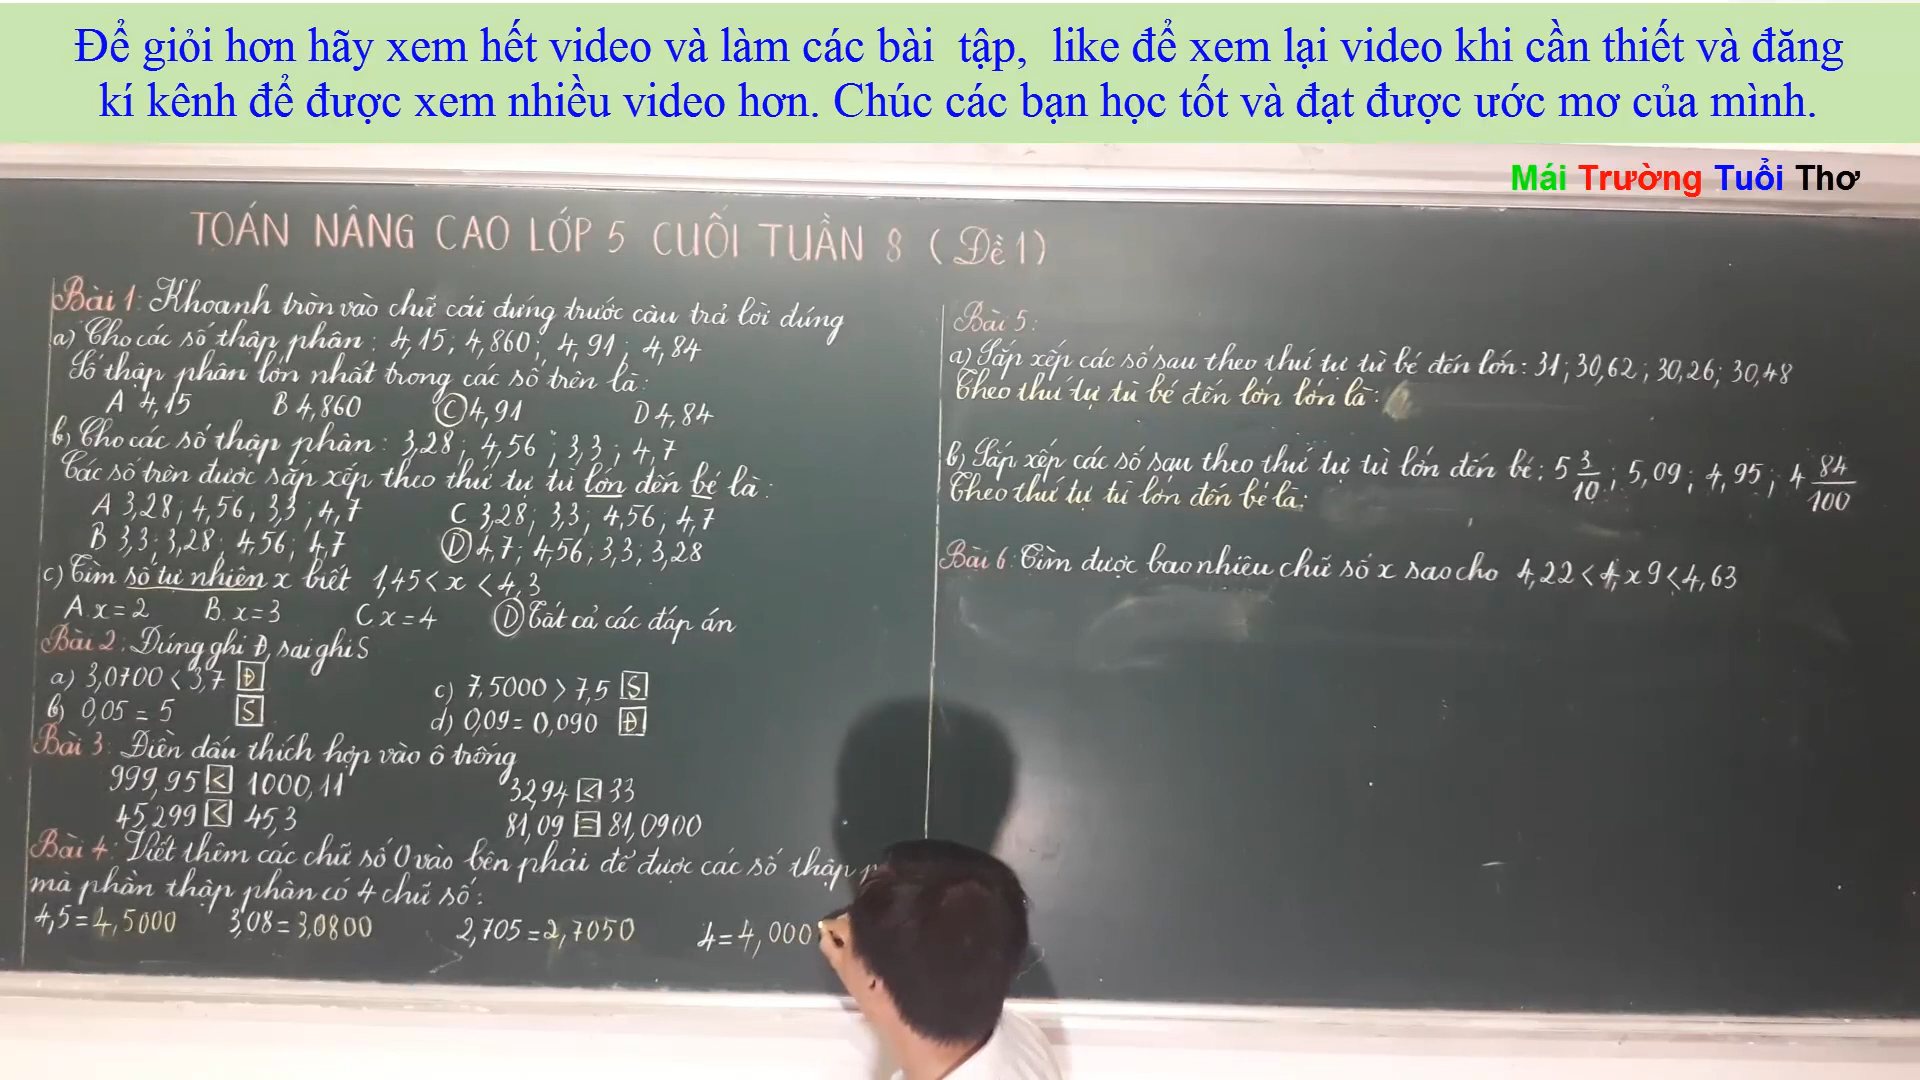 Để giỏi hơn hãy xem hết video và làm các bài tập, like để xem lại video khi cần thiết và đăng
kí kênh để được xem nhiều video hơn. Chúc các bạn học tốt và đạt được ước mơ của mình.
Mái Trường Tuổi Thơ
TOÁN NÂNG CAO LỚP 5 CUỐI TUẦN 8 (Đề 1)
Bài 1: Khoanh tròn vào chữ cái đứng trước câu trả lời đúng
a) Cho các số thập phân: 4,15; 4,860; 4,91; 4,84
Số thập phân lớn nhất trong các số trên là:
A 4,15 B 4,860 C 4,91 D 4,84
b) Cho các số thập phân: 3,28; 4,56; 3,3; 4,7
Các số trên được sắp xếp theo thứ tự từ lớn đến bé là:
A 3,28; 4,56; 3,3; 4,7 C 3,28; 3,3; 4,56; 4,7
B 3,3; 3,28; 4,56; 4,7 D 4,7; 4,56; 3,3; 3,28
c) Tìm số tự nhiên x biết 1,45 < x < 4,3
A. x = 2 B. x = 3 C x = 4 D Tất cả các đáp án
Bài 2: Đúng ghi Đ, sai ghi S
a) 3,0700 < 3,7 Đ c) 7,5000 > 7,5 S
b) 0,05 = 5 S d) 0,09 = 0,090 Đ
Bài 3: Điền dấu thích hợp vào ô trống
999,95 < 1000,11 32,94 < 33
45,299 < 45,3 81,09 = 81,0900
Bài 4: Viết thêm các chữ số 0 vào bên phải để được các số thập
mà phần thập phân có 4 chữ số:
4,5 = 4,5000 3,08 = 3,0800 2,705 = 2,7050 4 = 4,000
Bài 5:
a) Sắp xếp các số sau theo thứ tự từ bé đến lớn: 31; 30,62; 30,26; 30,48
Theo thứ tự từ bé đến lớn lớn là:
b) Sắp xếp các số sau theo thứ tự từ lớn đến bé: 5 3/10; 5,09; 4,95; 4 84/100
Theo thứ tự từ lớn đến bé là:
Bài 6: Tìm được bao nhiêu chữ số x sao cho 4,22 < 4,x9 < 4,63